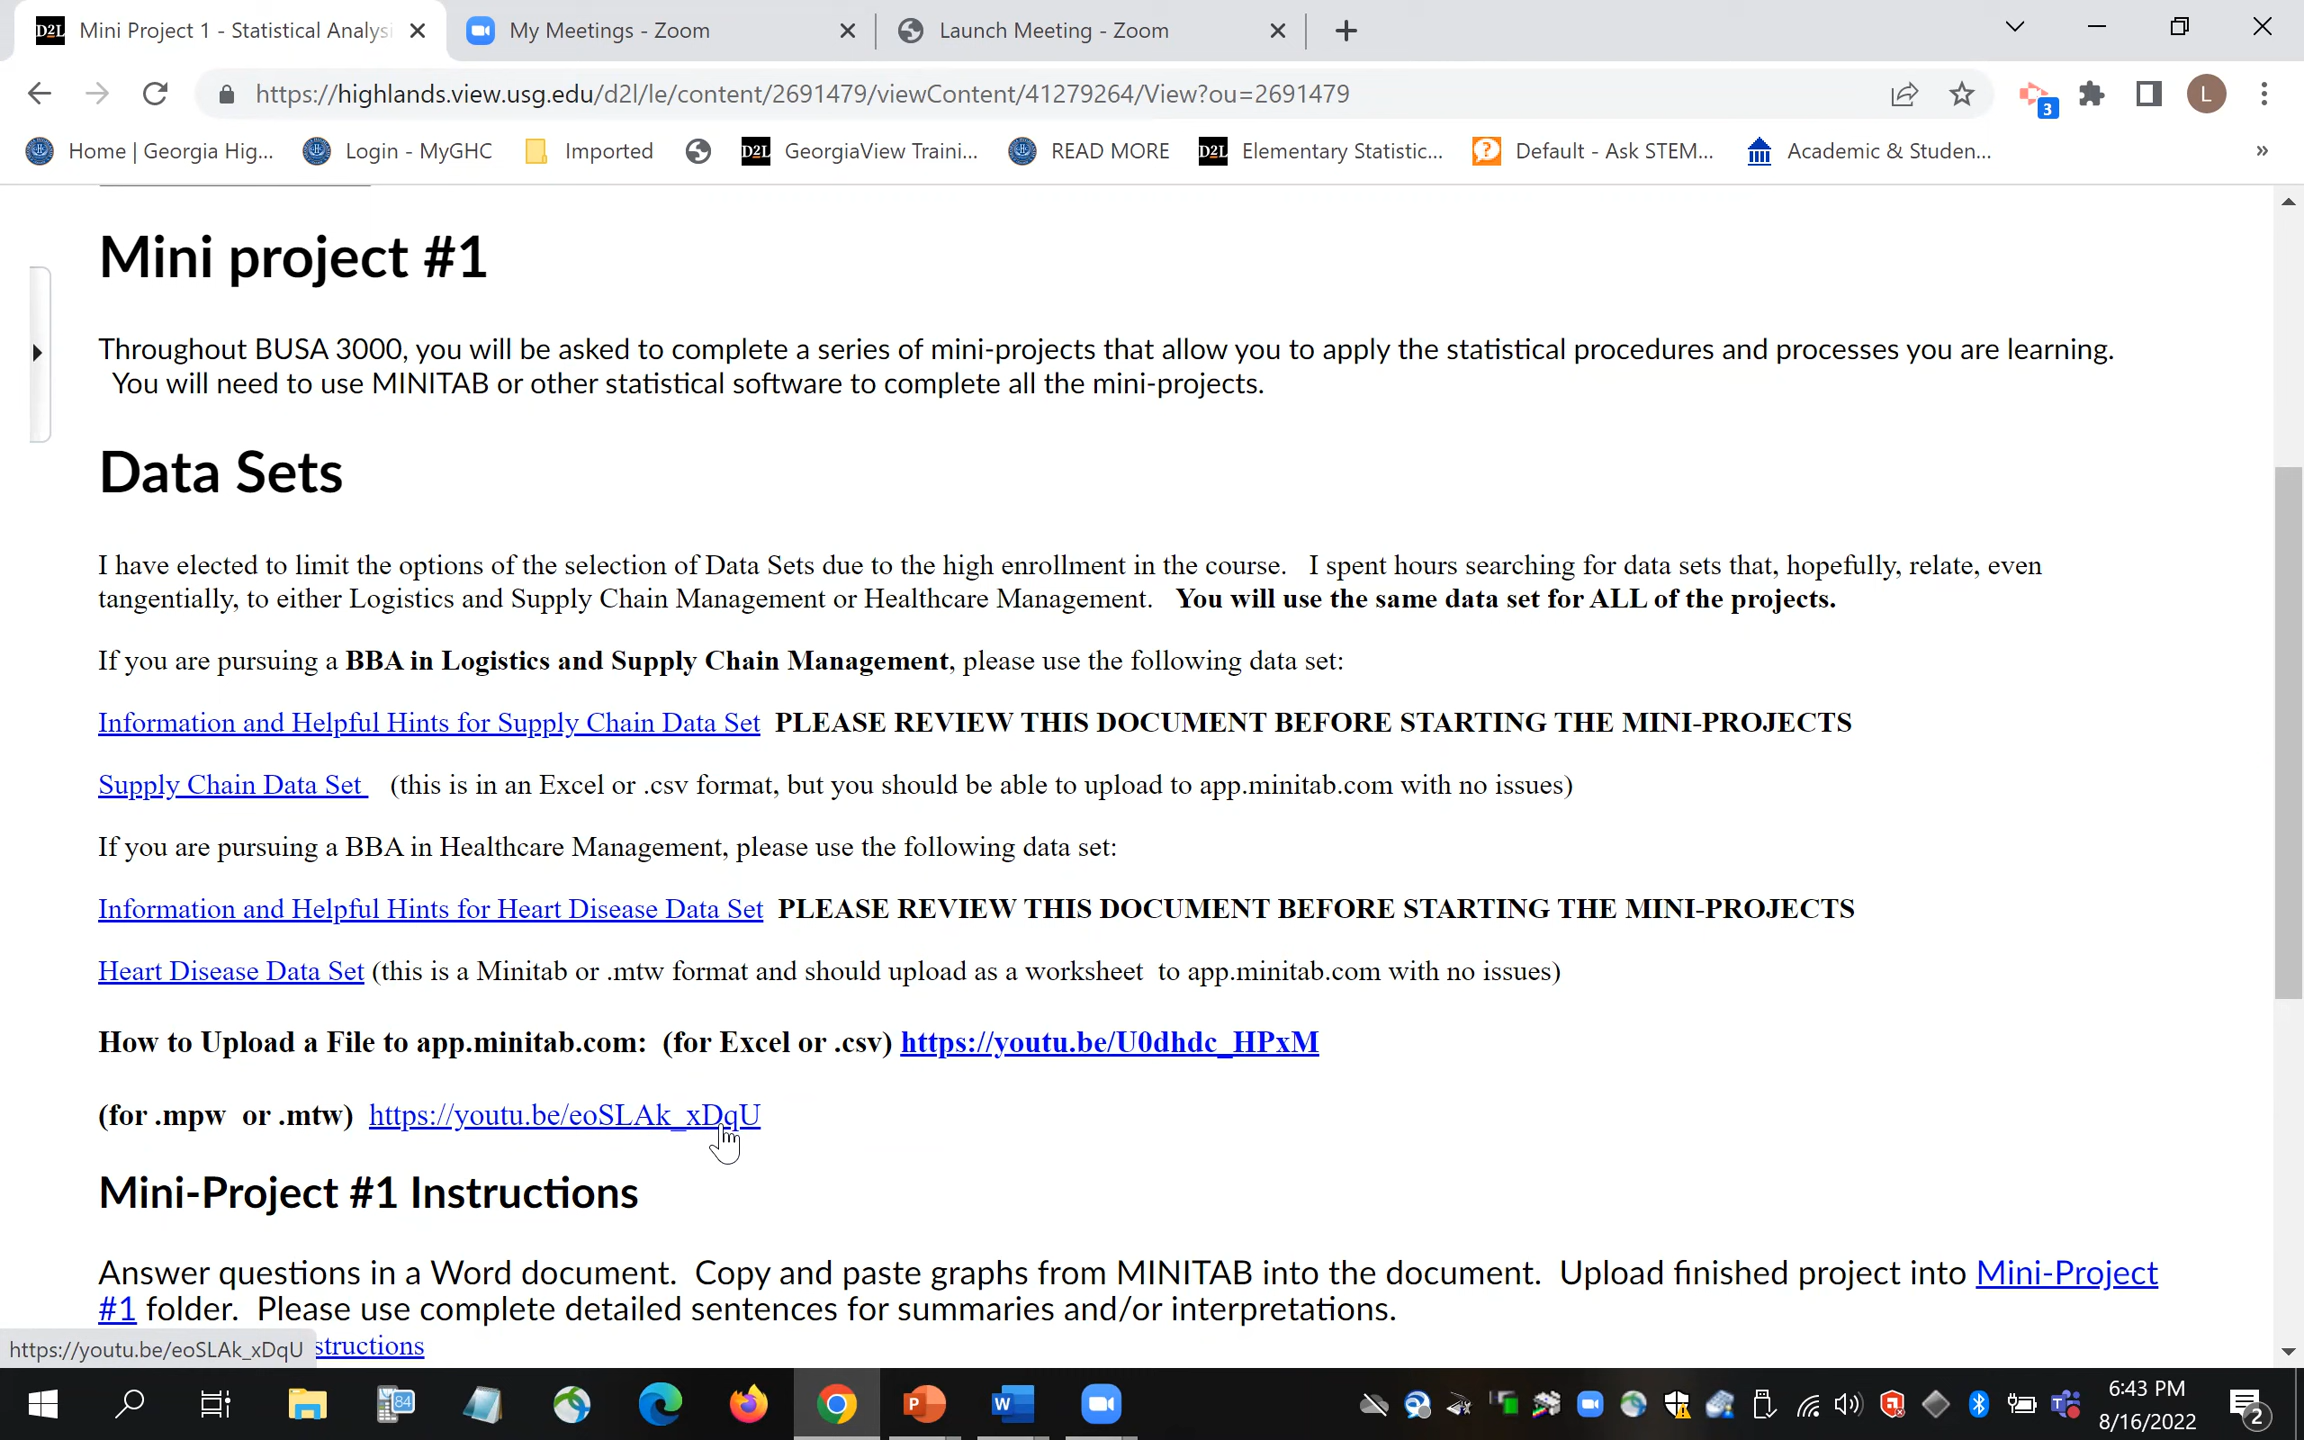 D2L Mini Project 1 - Statistical Analysi
My Meetings - Zoom
Launch Meeting - Zoom
https://highlands.view.usg.edu/d2l/le/content/2691479/viewContent/41279264/View?ou=2691479
3
L
Home | Georgia Hig...
Login - MyGHC
Imported
D2L GeorgiaView Traini...
READ MORE
D2L Elementary Statistic...
Default - Ask STEM...
Academic & Studen...
»
Mini project #1
Throughout BUSA 3000, you will be asked to complete a series of mini-projects that allow you to apply the statistical procedures and processes you are learning.
You will need to use MINITAB or other statistical software to complete all the mini-projects.
Data Sets
I have elected to limit the options of the selection of Data Sets due to the high enrollment in the course. I spent hours searching for data sets that, hopefully, relate, even
tangentially, to either Logistics and Supply Chain Management or Healthcare Management. You will use the same data set for ALL of the projects.
If you are pursuing a BBA in Logistics and Supply Chain Management, please use the following data set:
Information and Helpful Hints for Supply Chain Data Set PLEASE REVIEW THIS DOCUMENT BEFORE STARTING THE MINI-PROJECTS
Supply Chain Data Set (this is in an Excel or .csv format, but you should be able to upload to app.minitab.com with no issues)
If you are pursuing a BBA in Healthcare Management, please use the following data set:
Information and Helpful Hints for Heart Disease Data Set PLEASE REVIEW THIS DOCUMENT BEFORE STARTING THE MINI-PROJECTS
Heart Disease Data Set (this is a Minitab or .mtw format and should upload as a worksheet to app.minitab.com with no issues)
How to Upload a File to app.minitab.com: (for Excel or .csv) https://youtu.be/U0dhdc_HPxM
(for .mpw or .mtw) https://youtu.be/eoSLAk_xDqU
Mini-Project #1 Instructions
Answer questions in a Word document. Copy and paste graphs from MINITAB into the document. Upload finished project into Mini-Project
#1 folder. Please use complete detailed sentences for summaries and/or interpretations.
https://youtu.be/eoSLAk_xDqU structions
84
P
W
6:43 PM
8/16/2022
2